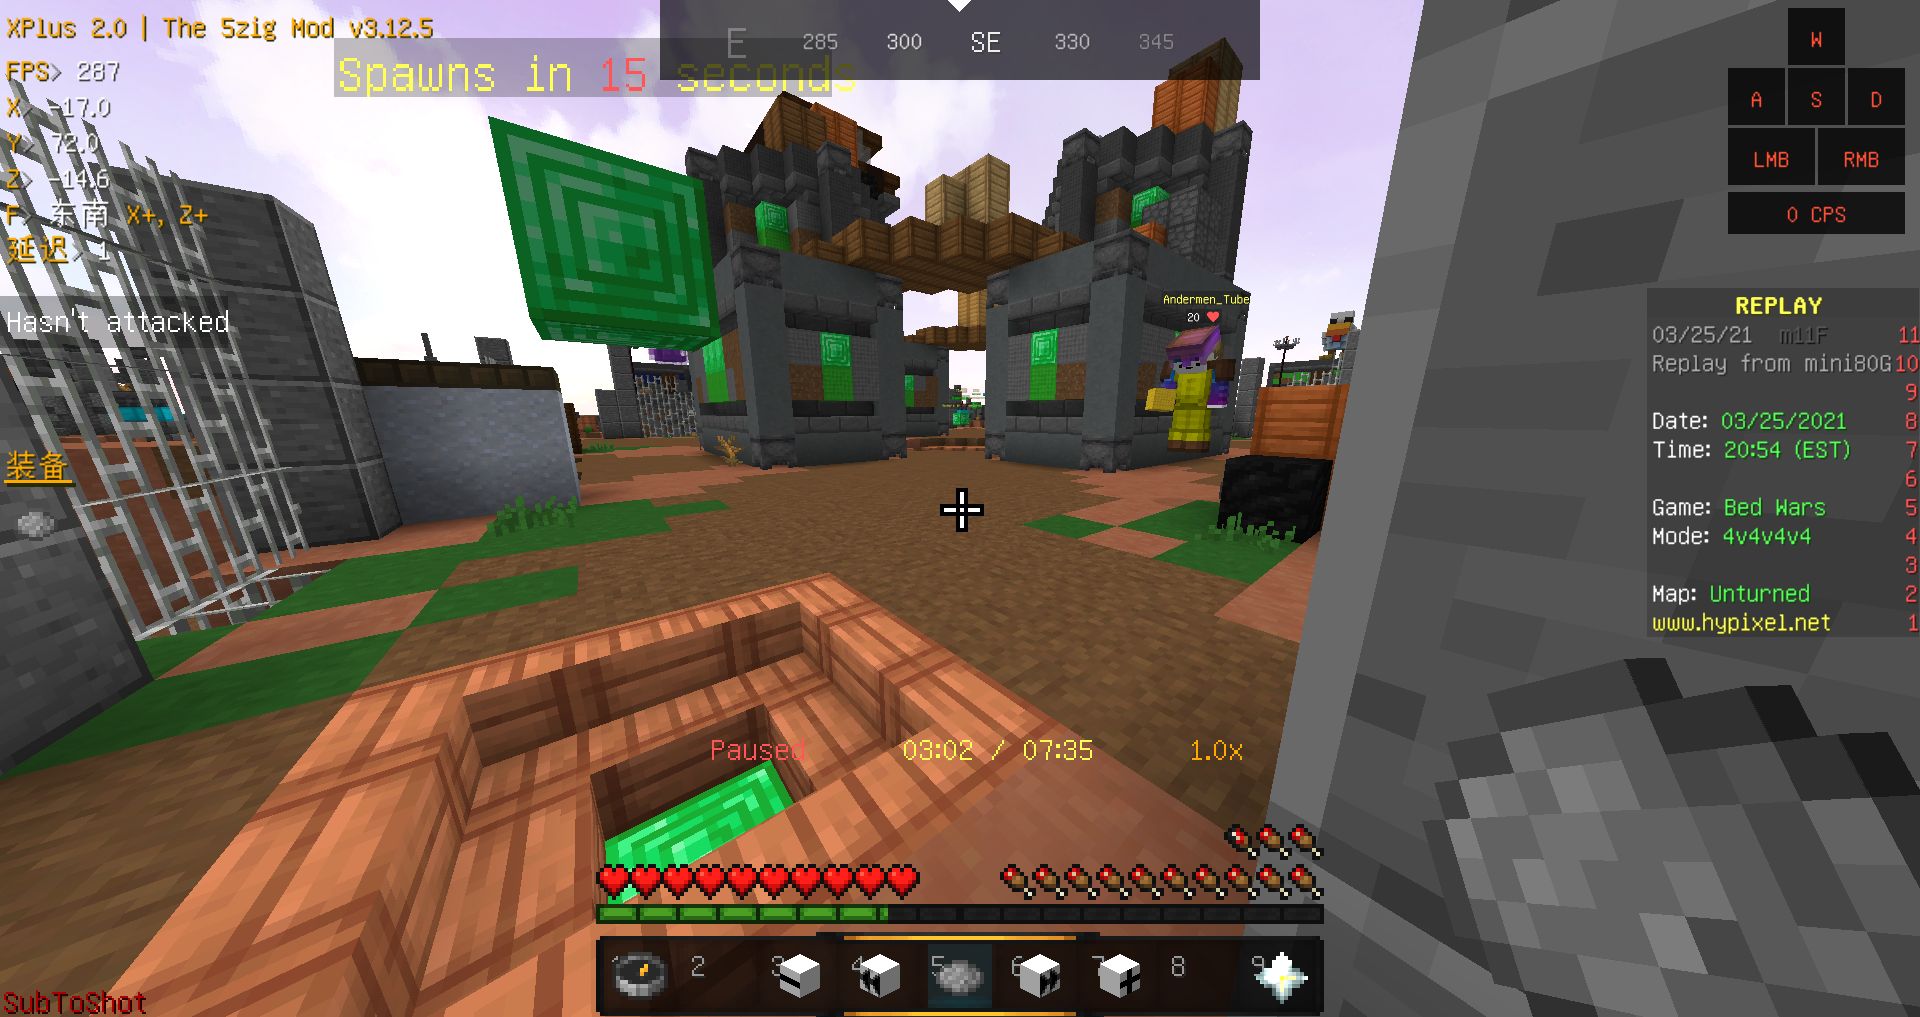 XPlus 2.0 | The 5zig Mod v3.12.5
FPS> 287
X> -17.0
Y> 72.0
Z> -14.6
F> 东南 X+, Z+
延迟> 1
Hasn't attacked
装备
SubToShot
E 285 300 SE 330 345
Spawns in 15 seconds
Andermen_Tube
20
Paused 03:02 / 07:35 1.0x
1 2 3 4 5 6 7 8 9
W
A S D
LMB RMB
0 CPS
REPLAY
03/25/21 m11F 11
Replay from mini80G 10
9
Date: 03/25/2021 8
Time: 20:54 (EST) 7
6
Game: Bed Wars 5
Mode: 4v4v4v4 4
3
Map: Unturned 2
www.hypixel.net 1